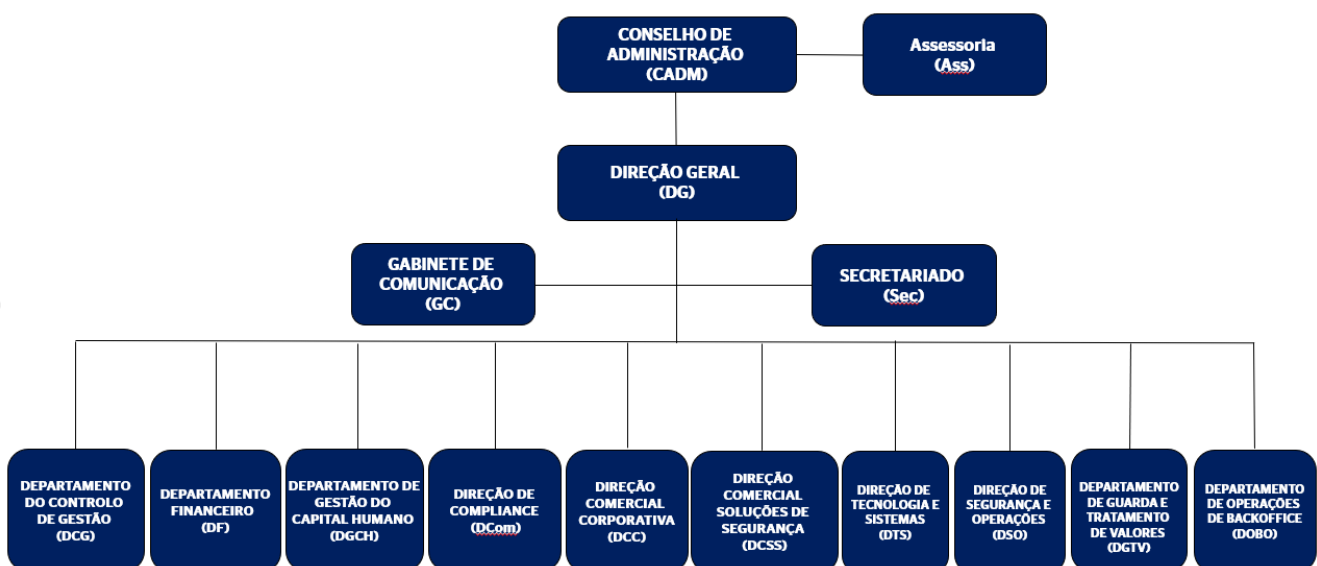 CONSELHO DE
ADMINISTRAÇÃO
(CADM)
Assessoria
(Ass)
DIREÇÃO GERAL
(DG)
GABINETE DE
COMUNICAÇÃO
(GC)
SECRETARIADO
(Sec)
DEPARTAMENTO
DO CONTROLO
DE GESTÃO
(DCG)
DEPARTAMENTO
FINANCEIRO
(DF)
DEPARTAMENTO DE
GESTÃO DO
CAPITAL HUMANO
(DGCH)
DIREÇÃO DE
COMPLIANCE
(DCom)
DIREÇÃO
COMERCIAL
CORPORATIVA
(DCC)
DIREÇÃO
COMERCIAL
SOLUÇÕES DE
SEGURANÇA
(DCSS)
DIREÇÃO DE
TECNOLOGIA E
SISTEMAS
(DTS)
DIREÇÃO DE
SEGURANÇA E
OPERAÇÕES
(DSO)
DEPARTAMENTO
DE GUARDA E
TRATAMENTO
DE VALORES
(DGTV)
DEPARTAMENTO
DE OPERAÇÕES
DE BACKOFFICE
(DOBO)